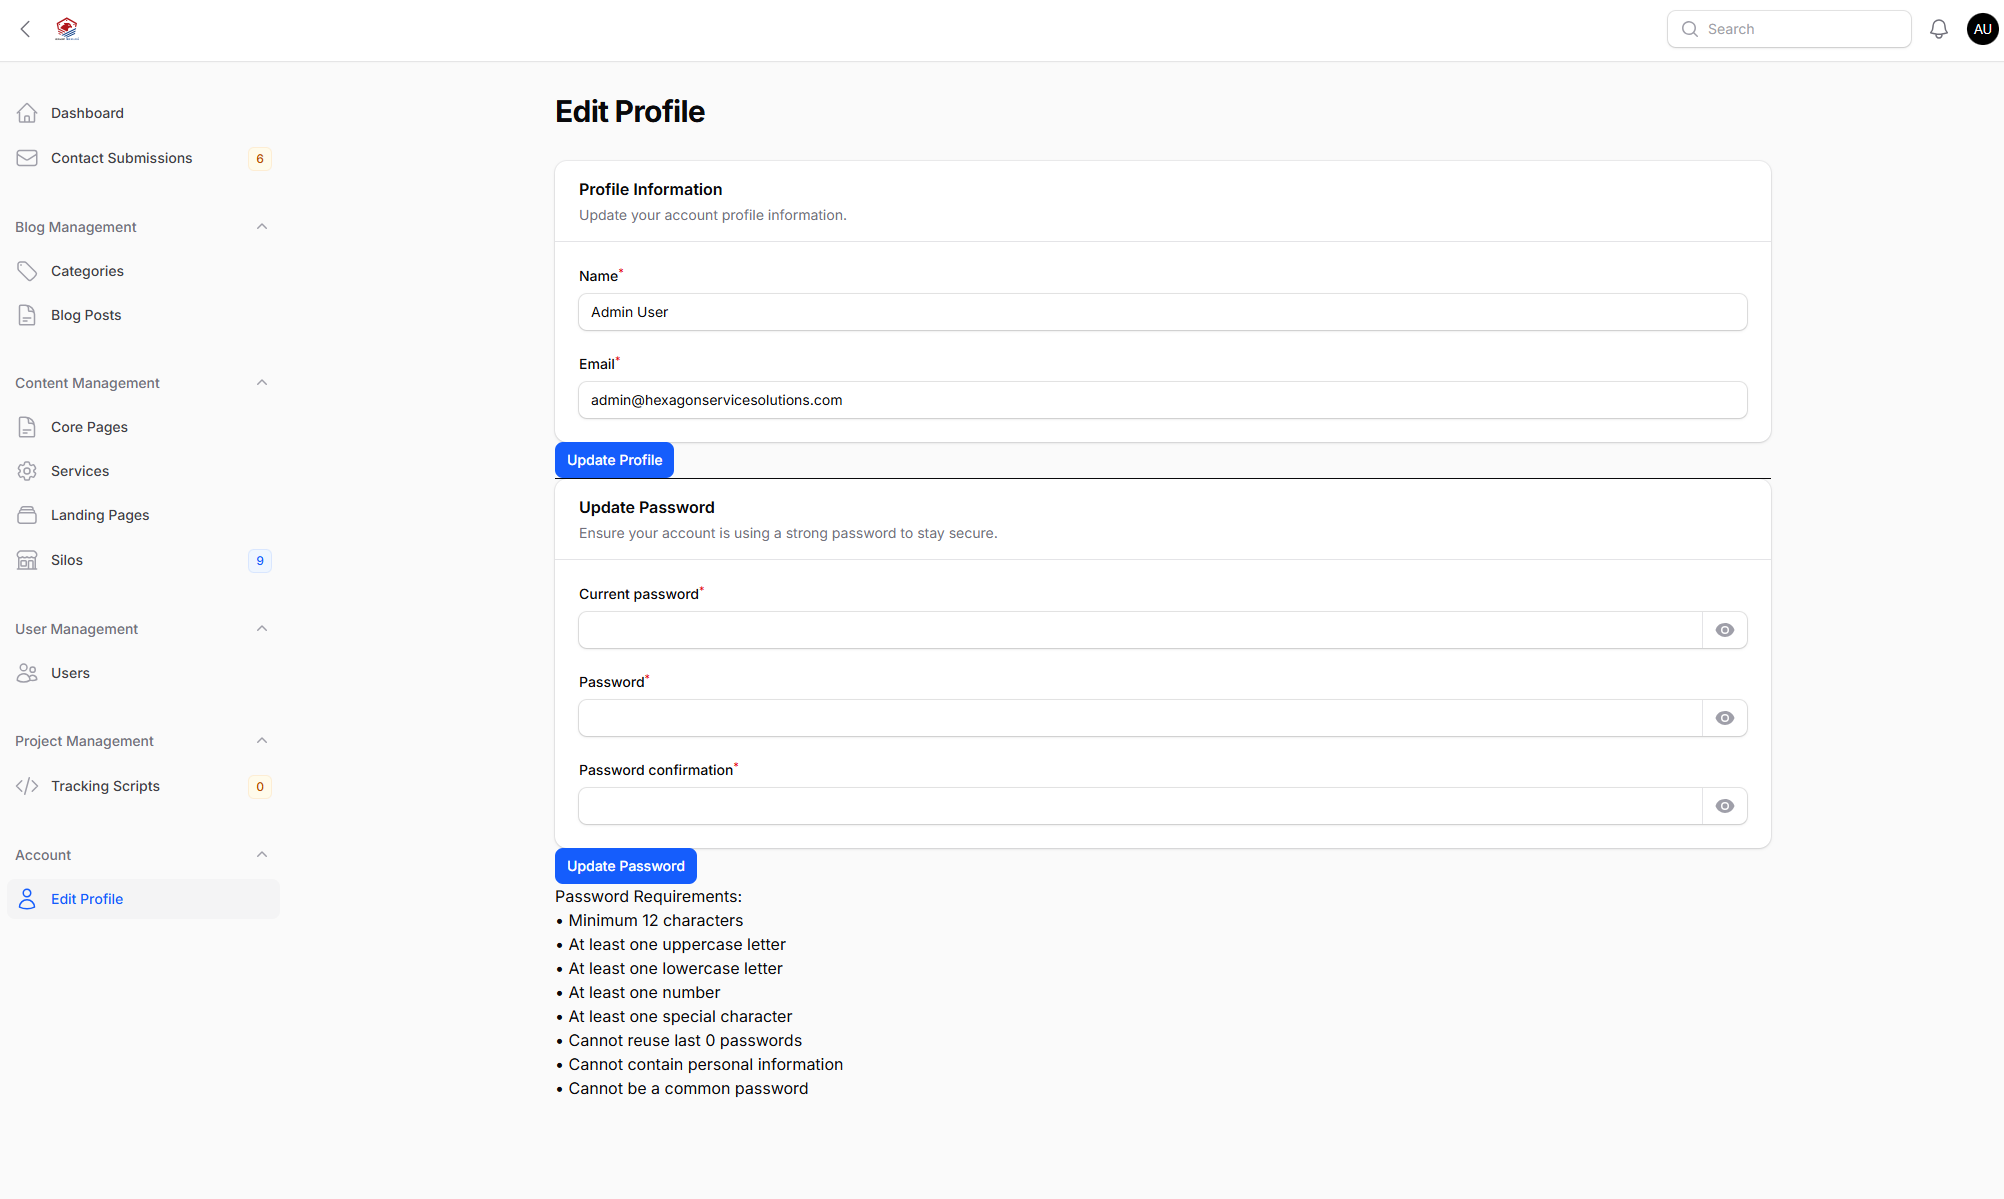 Search
AU
Dashboard
Contact Submissions 6
Blog Management
Categories
Blog Posts
Content Management
Core Pages
Services
Landing Pages
Silos 9
User Management
Users
Project Management
Tracking Scripts 0
Account
Edit Profile
Edit Profile
Profile Information
Update your account profile information.
Name*
Admin User
Email*
admin@hexagonservicesolutions.com
Update Profile
Update Password
Ensure your account is using a strong password to stay secure.
Current password*
Password*
Password confirmation*
Update Password
Password Requirements:
• Minimum 12 characters
• At least one uppercase letter
• At least one lowercase letter
• At least one number
• At least one special character
• Cannot reuse last 0 passwords
• Cannot contain personal information
• Cannot be a common password